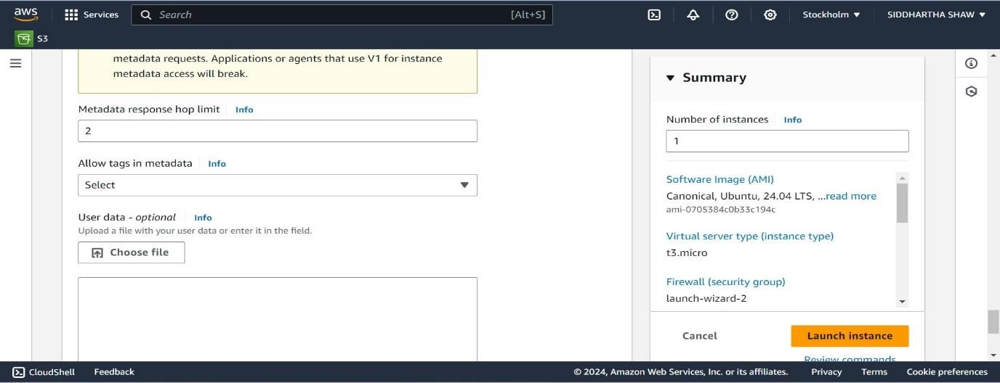 aws
Services
Search
[Alt+S]
Stockholm
SIDDHARTHA SHAW
S3
metadata requests. Applications or agents that use V1 for instance
metadata access will break.
Metadata response hop limit
Info
2
Allow tags in metadata
Info
Select
User data - optional
Info
Upload a file with your user data or enter it in the field.
Choose file
Summary
Number of instances
Info
1
Software Image (AMI)
Canonical, Ubuntu, 24.04 LTS, ...read more
ami-0705384c0b33c194c
Virtual server type (instance type)
t3.micro
Firewall (security group)
launch-wizard-2
Cancel
Launch instance
Review commands
CloudShell
Feedback
© 2024, Amazon Web Services, Inc. or its affiliates.
Privacy
Terms
Cookie preferences